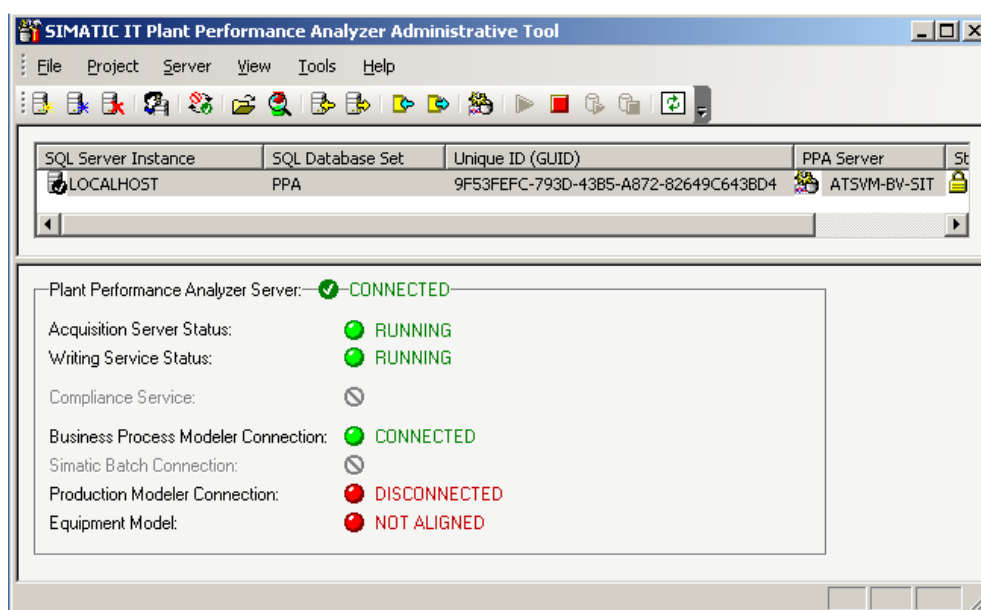 SIMATIC IT Plant Performance Analyzer Administrative Tool
File Project Server View Tools Help
SQL Server Instance SQL Database Set Unique ID (GUID) PPA Server St
LOCALHOST PPA 9F53FEFC-793D-43B5-A872-82649C643BD4 ATSVM-BV-SIT
Plant Performance Analyzer Server: CONNECTED
Acquisition Server Status: RUNNING
Writing Service Status: RUNNING
Compliance Service:
Business Process Modeler Connection: CONNECTED
Simatic Batch Connection:
Production Modeler Connection: DISCONNECTED
Equipment Model: NOT ALIGNED